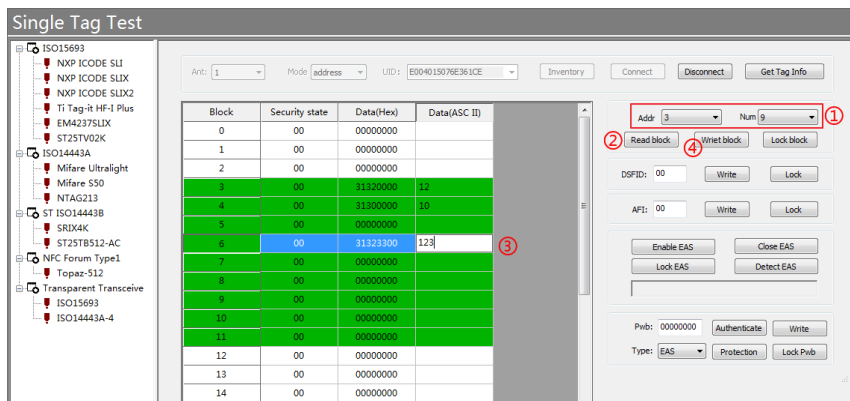 Single Tag Test
ISO15693
NXP ICODE SLI
NXP ICODE SLIX
NXP ICODE SLIX2
Ti Tag-it HF-I Plus
EM4237SLIX
ST25TV02K
ISO14443A
Mifare Ultralight
Mifare S50
NTAG213
ST ISO14443B
SRIX4K
ST25TB512-AC
NFC Forum Type1
Topaz-512
Transparent Transceive
ISO15693
ISO14443A-4
Ant: 1 Mode address UID: E004015076E361CE Inventory Connect Disconnect Get Tag Info
Block Security state Data(Hex) Data(ASC II)
0 00 00000000
1 00 00000000
2 00 00000000
3 00 31320000 12
4 00 31300000 10
5 00 00000000
6 00 31323300 123 ③
7 00 00000000
8 00 00000000
9 00 00000000
10 00 00000000
11 00 00000000
12 00 00000000
13 00 00000000
14 00 00000000
Addr 3 Num 9 ①
② Read block ④ Wriet block Lock block
DSFID: 00 Write Lock
AFI: 00 Write Lock
Enable EAS Close EAS
Lock EAS Detect EAS
Pwb: 00000000 Authenticate Write
Type: EAS Protection Lock Pwb